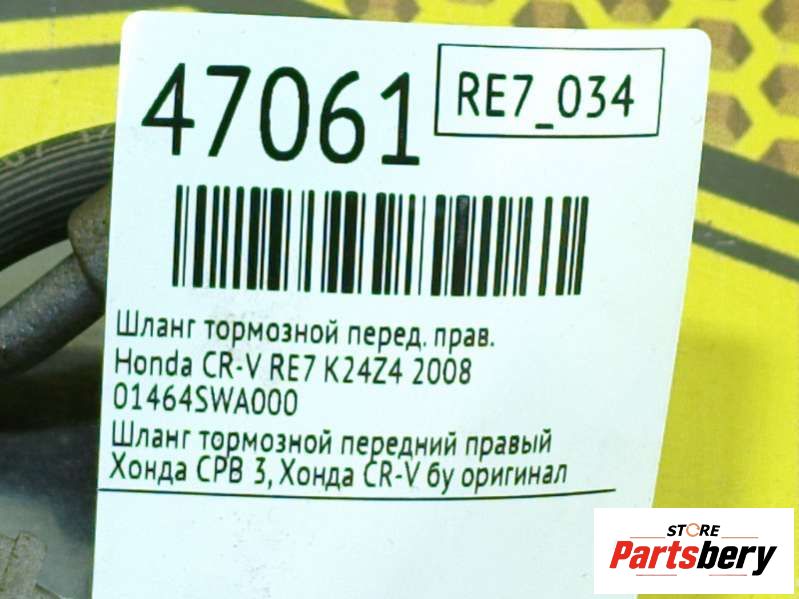 47061
RE7_034
Шланг тормозной перед. прав.
Honda CR-V RE7 K24Z4 2008
01464SWA000
Шланг тормозной передний правый
Хонда СРВ 3, Хонда CR-V бу оригинал
STORE
Partsbery